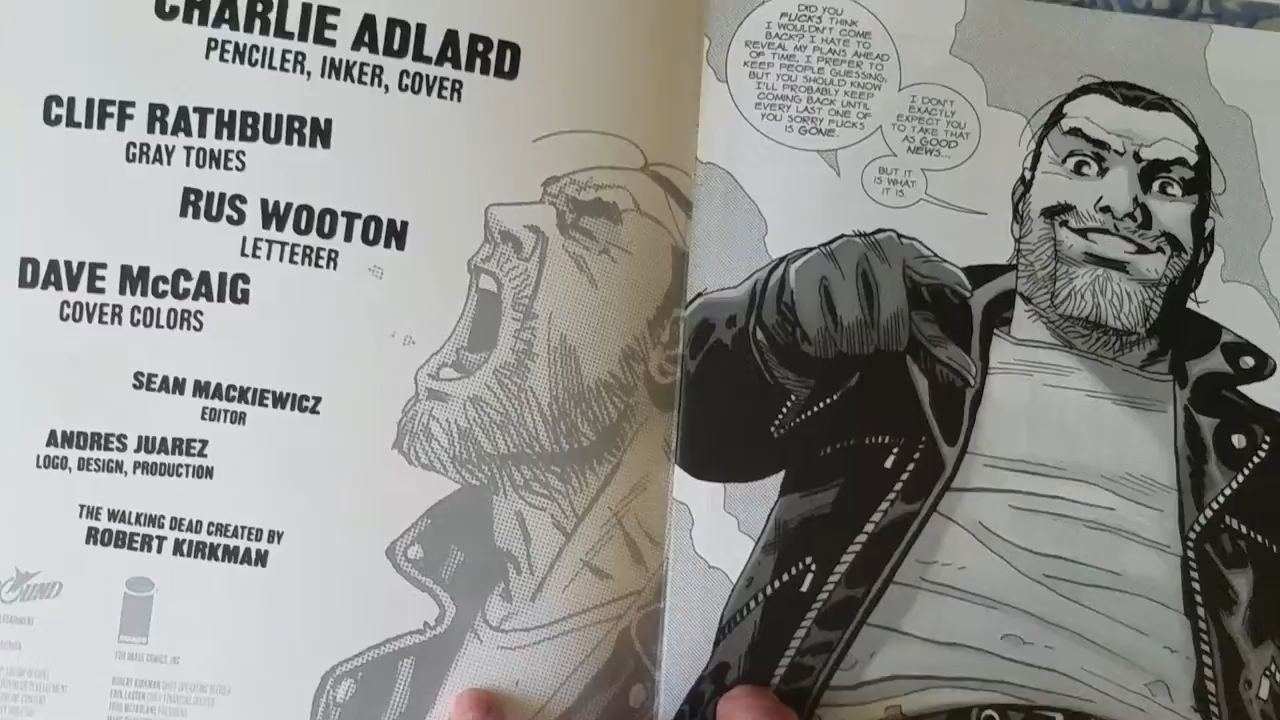 CHARLIE ADLARD
PENCILER, INKER, COVER
CLIFF RATHBURN
GRAY TONES
RUS WOOTON
LETTERER
DAVE McCAIG
COVER COLORS
SEAN MACKIEWICZ
EDITOR
ANDRES JUAREZ
LOGO, DESIGN, PRODUCTION
THE WALKING DEAD CREATED BY
ROBERT KIRKMAN
FOR IMAGE COMICS, INC.
DID YOU
FUCKS THINK
I WOULDN'T COME
BACK? I HATE TO
REVEAL MY PLANS AHEAD
OF TIME, I PREFER TO
KEEP PEOPLE GUESSING,
BUT YOU SHOULD KNOW
I'LL PROBABLY KEEP
COMING BACK UNTIL
EVERY LAST ONE OF
YOU SORRY FUCKS
IS GONE.
I DON'T
EXACTLY
EXPECT YOU
TO TAKE THAT
AS GOOD
NEWS...
BUT IT
IS WHAT
IT IS.